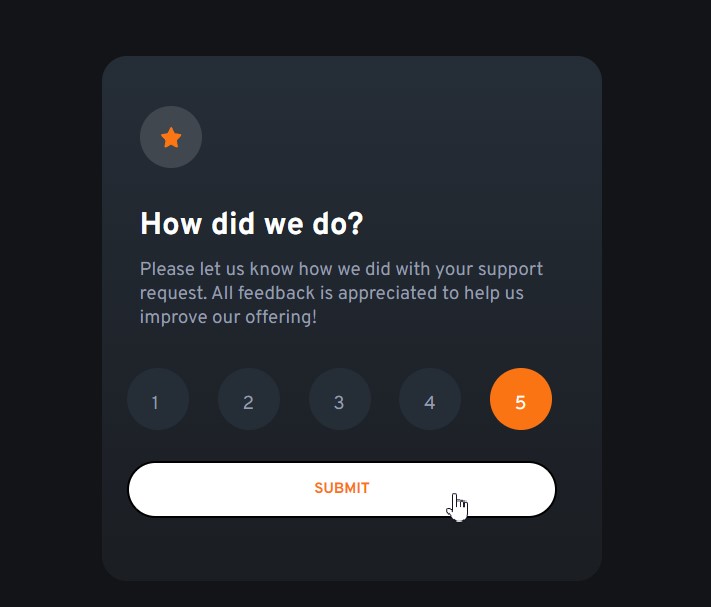 How did we do?
Please let us know how we did with your support
request. All feedback is appreciated to help us
improve our offering!
1 2 3 4 5
SUBMIT